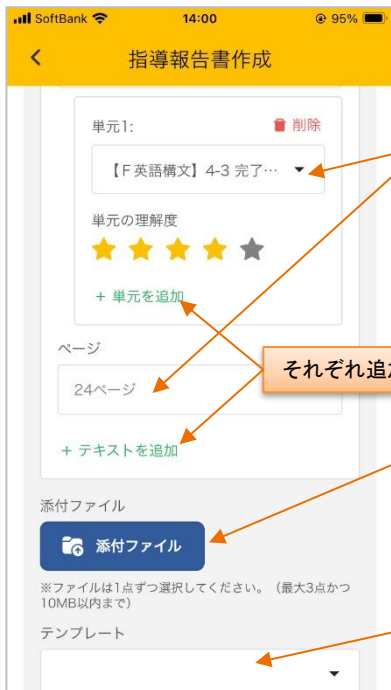 SoftBank 14:00 95%
指導報告書作成
単元1: 削除
【F英語構文】4-3 完了…
単元の理解度
+ 単元を追加
ページ
24ページ
それぞれ追
+ テキストを追加
添付ファイル
添付ファイル
※ファイルは1点ずつ選択してください。（最大3点かつ
10MB以内まで）
テンプレート